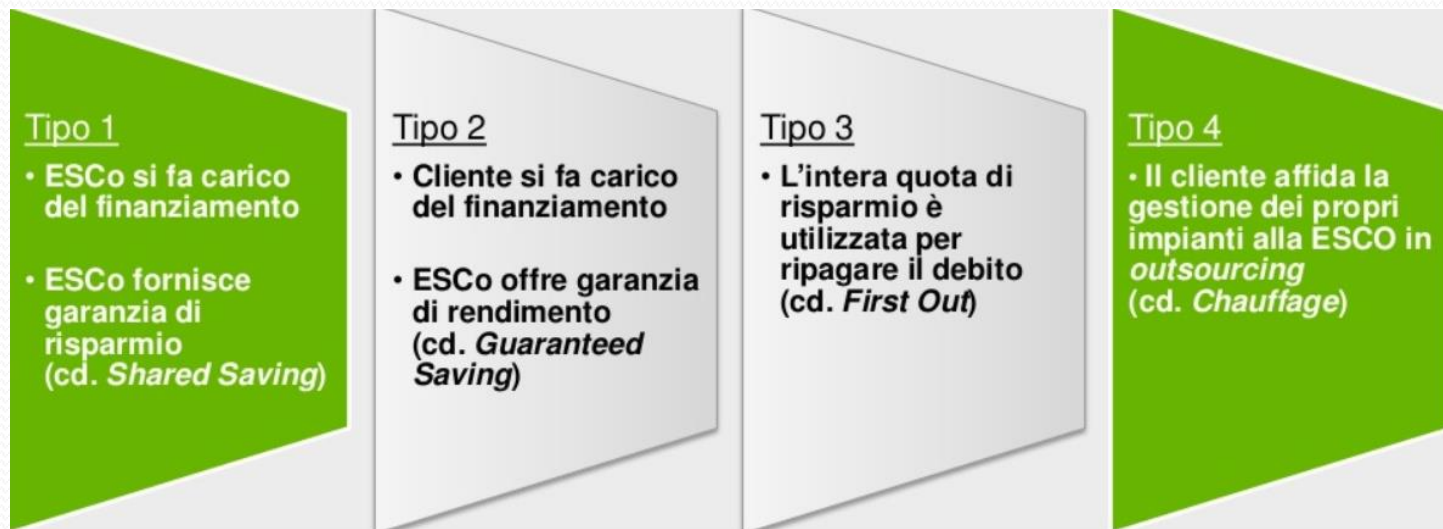 Tipo 1
• ESCo si fa carico
del finanziamento
• ESCo fornisce
garanzia di
risparmio
(cd. Shared Saving)
Tipo 2
• Cliente si fa carico
del finanziamento
• ESCo offre garanzia
di rendimento
(cd. Guaranteed
Saving)
Tipo 3
• L'intera quota di
risparmio è
utilizzata per
ripagare il debito
(cd. First Out)
Tipo 4
• Il cliente affida la
gestione dei propri
impianti alla ESCO in
outsourcing
(cd. Chauffage)